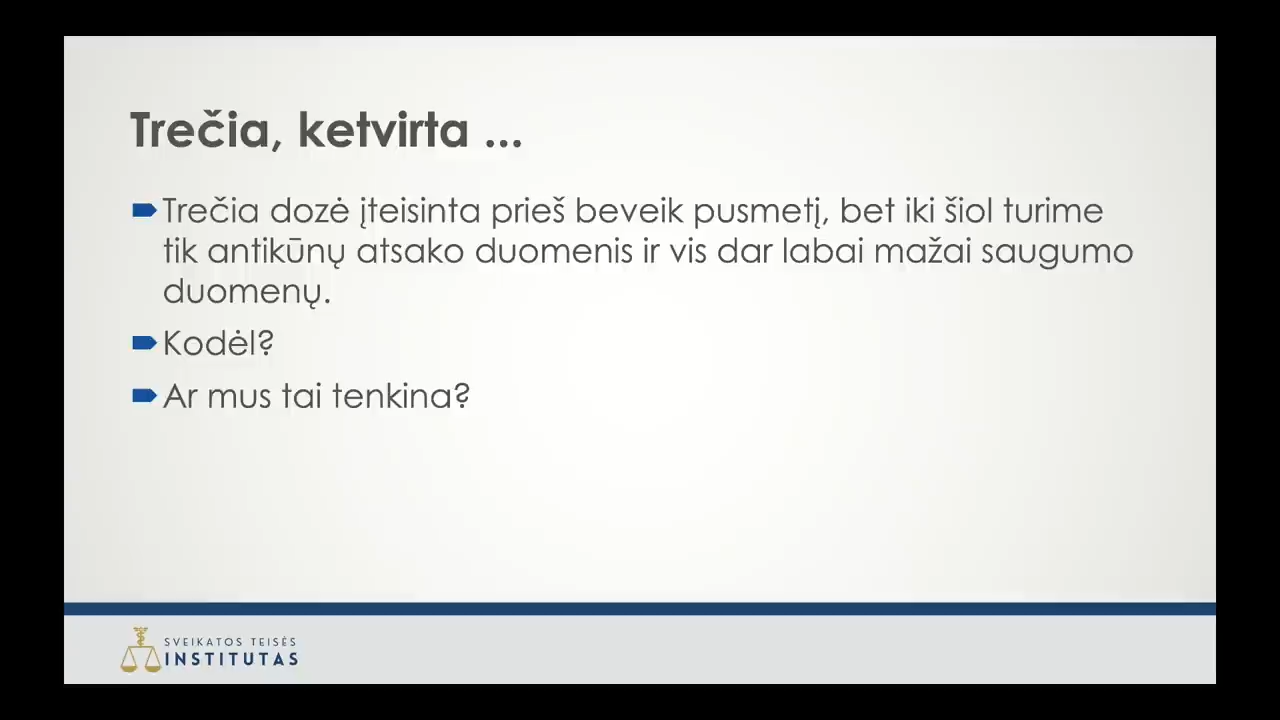 Trečia, ketvirta ...
Trečia dozė įteisinta prieš beveik pusmetį, bet iki šiol turime
tik antikūnų atsako duomenis ir vis dar labai mažai saugumo
duomenų.
Kodėl?
Ar mus tai tenkina?
SVEIKATOS TEISĖS
INSTITUTAS